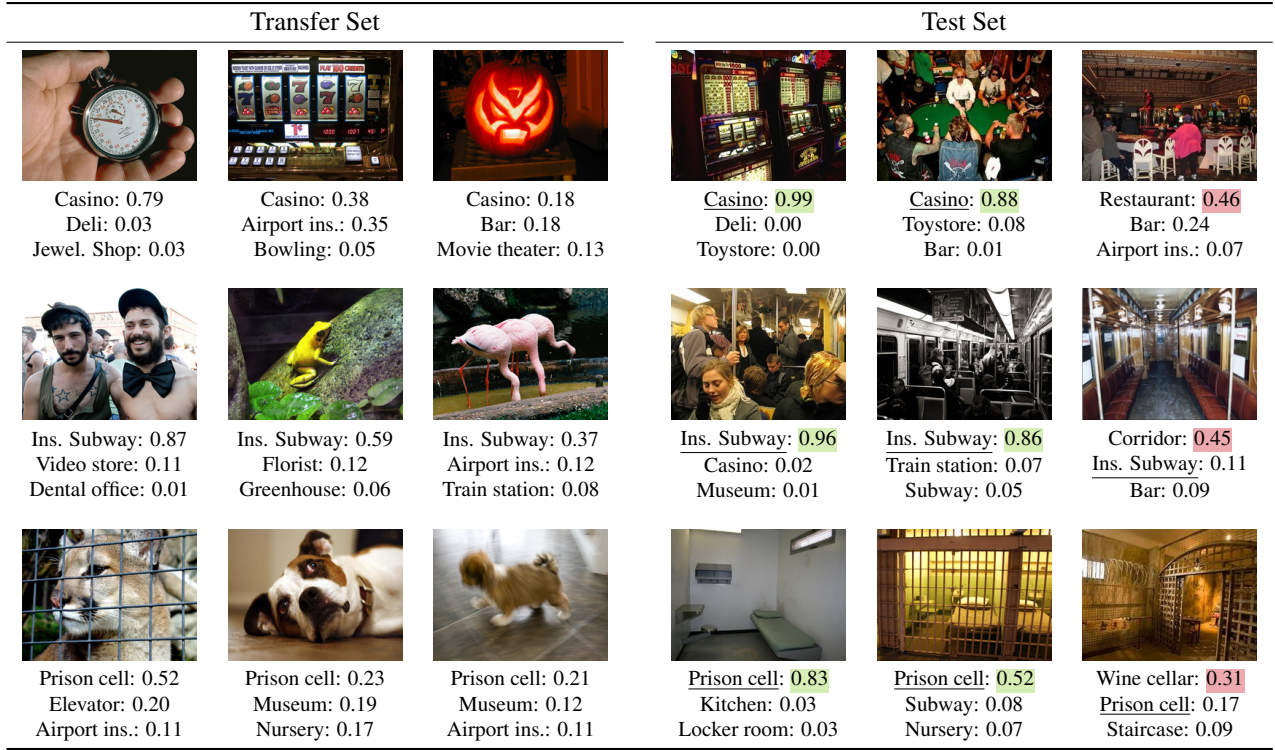 Transfer Set
Test Set
PLAY 100 CREDITS
Casino: 0.79
Deli: 0.03
Jewel. Shop: 0.03
Casino: 0.38
Airport ins.: 0.35
Bowling: 0.05
Casino: 0.18
Bar: 0.18
Movie theater: 0.13
Casino: 0.99
Deli: 0.00
Toystore: 0.00
Casino: 0.88
Toystore: 0.08
Bar: 0.01
Restaurant: 0.46
Bar: 0.24
Airport ins.: 0.07
Ins. Subway: 0.87
Video store: 0.11
Dental office: 0.01
Ins. Subway: 0.59
Florist: 0.12
Greenhouse: 0.06
Ins. Subway: 0.37
Airport ins.: 0.12
Train station: 0.08
Ins. Subway: 0.96
Casino: 0.02
Museum: 0.01
Ins. Subway: 0.86
Train station: 0.07
Subway: 0.05
Corridor: 0.45
Ins. Subway: 0.11
Bar: 0.09
Prison cell: 0.52
Elevator: 0.20
Airport ins.: 0.11
Prison cell: 0.23
Museum: 0.19
Nursery: 0.17
Prison cell: 0.21
Museum: 0.12
Airport ins.: 0.11
Prison cell: 0.83
Kitchen: 0.03
Locker room: 0.03
Prison cell: 0.52
Subway: 0.08
Nursery: 0.07
Wine cellar: 0.31
Prison cell: 0.17
Staircase: 0.09